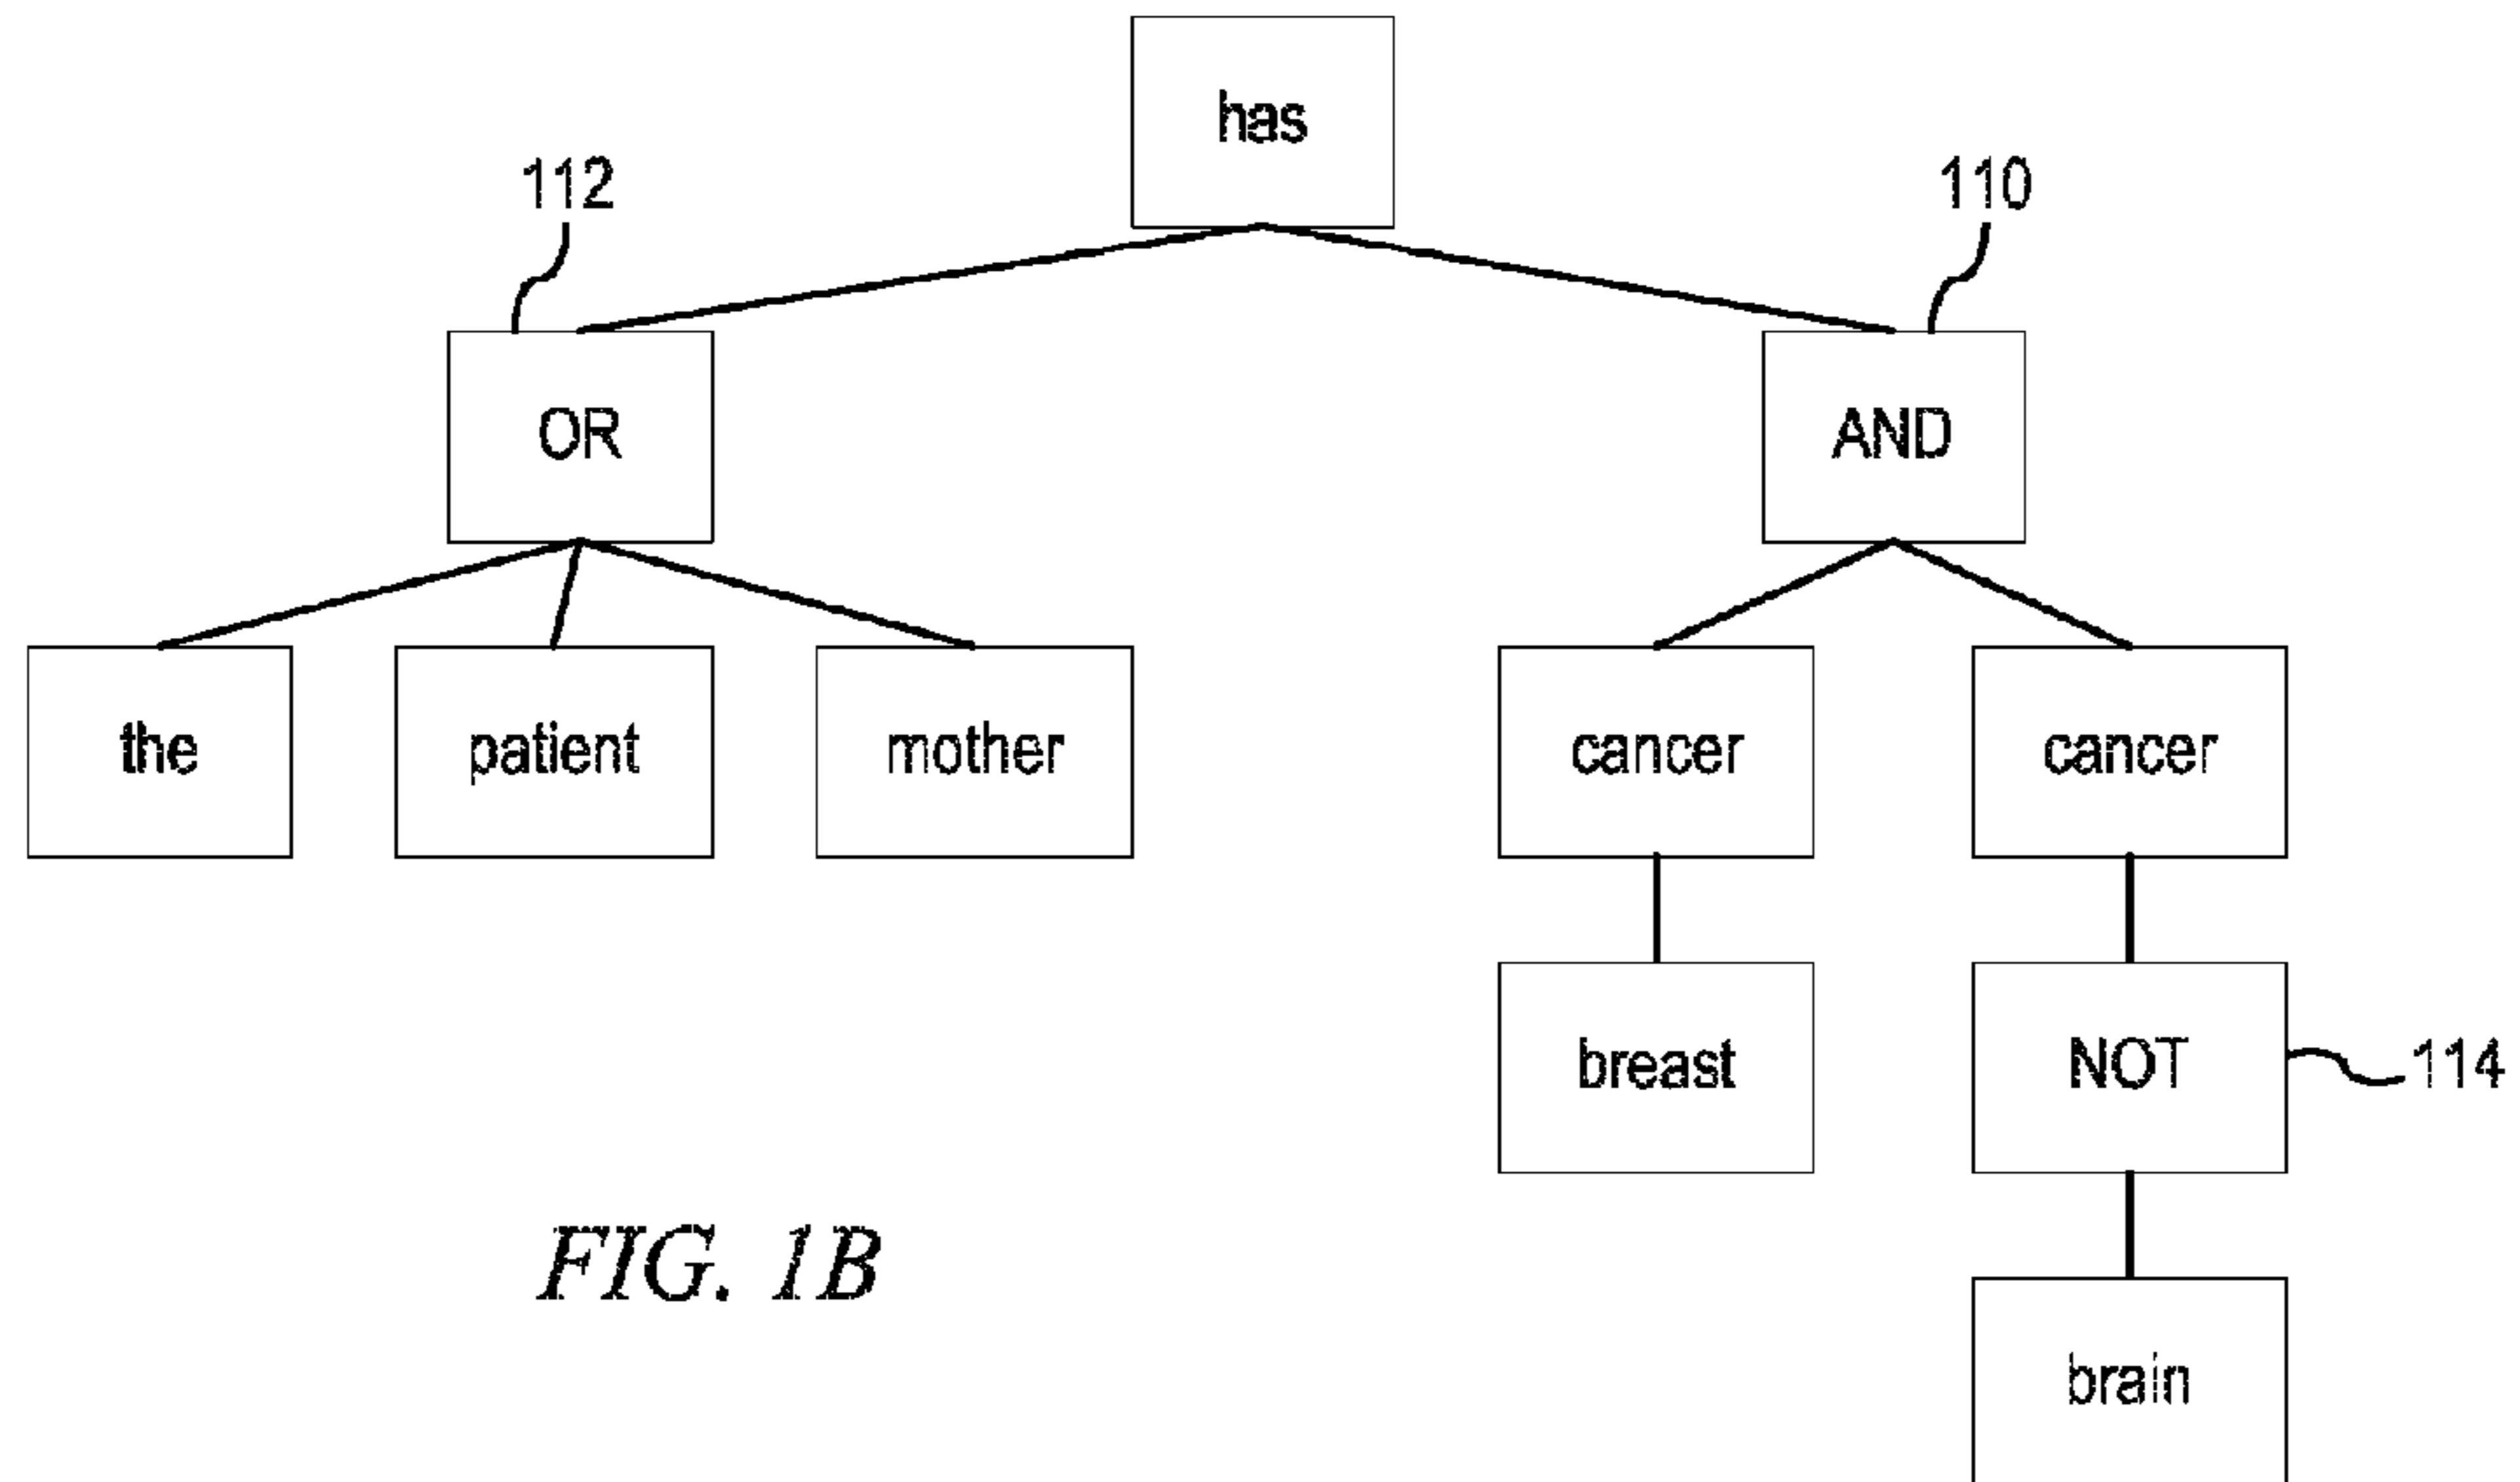 has
112
110
OR
AND
the patient mother cancer cancer
breast NOT 114
FIG. 1B
brain